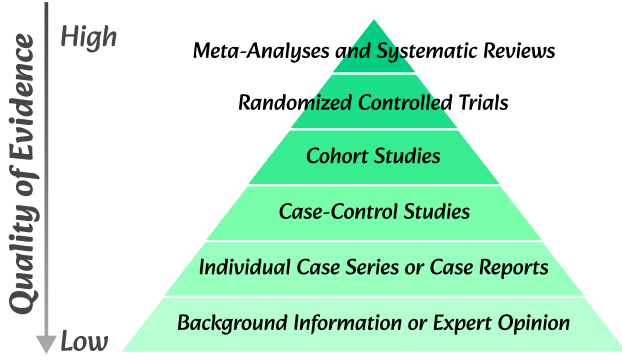 Quality of Evidence
High
Meta-Analyses and Systematic Reviews
Randomized Controlled Trials
Cohort Studies
Case-Control Studies
Individual Case Series or Case Reports
Background Information or Expert Opinion
Low